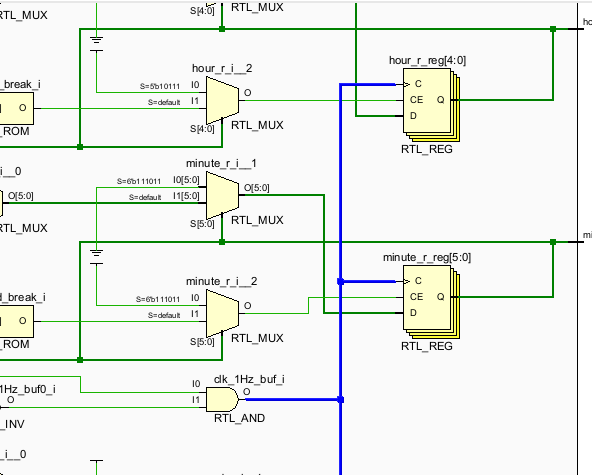 RTL_MUX
S[4:0]
RTL_MUX
ho
hour_r_reg[4:0]
hour_r_i__2
_break_i
S=5'b10111
I0
O
S=default
I1
O
C
CE
Q
D
S[4:0]
RTL_MUX
_ROM
RTL_REG
minute_r_i__1
i__0
S=6'b111011
I0[5:0]
O[5:0]
O[5:0]
S=default
I1[5:0]
RTL_MUX
S[5:0]
RTL_MUX
mi
minute_r_reg[5:0]
minute_r_i__2
d_break_i
S=6'b111011
I0
O
S=default
I1
O
C
CE
Q
D
S[5:0]
RTL_MUX
_ROM
RTL_REG
clk_1Hz_buf_i
1Hz_buf0_i
I0
O
I1
O
RTL_AND
_INV
_i__0